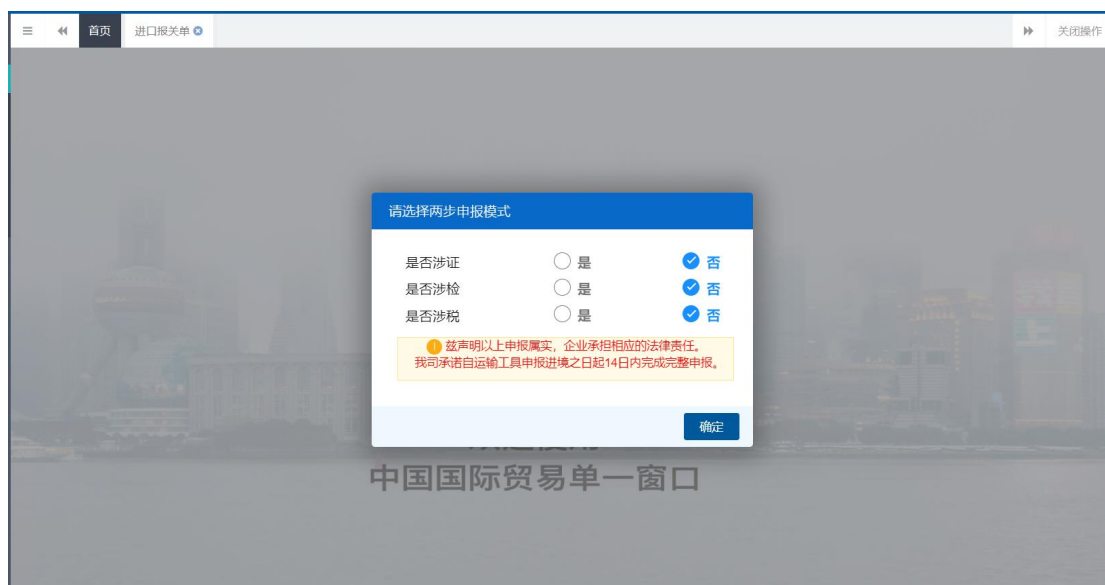 首页
进口报关单
关闭操作
请选择两步申报模式
是否涉证 是 否
是否涉检 是 否
是否涉税 是 否
兹声明以上申报属实，企业承担相应的法律责任。
我司承诺自运输工具申报进境之日起14日内完成完整申报。
确定
中国国际贸易单一窗口